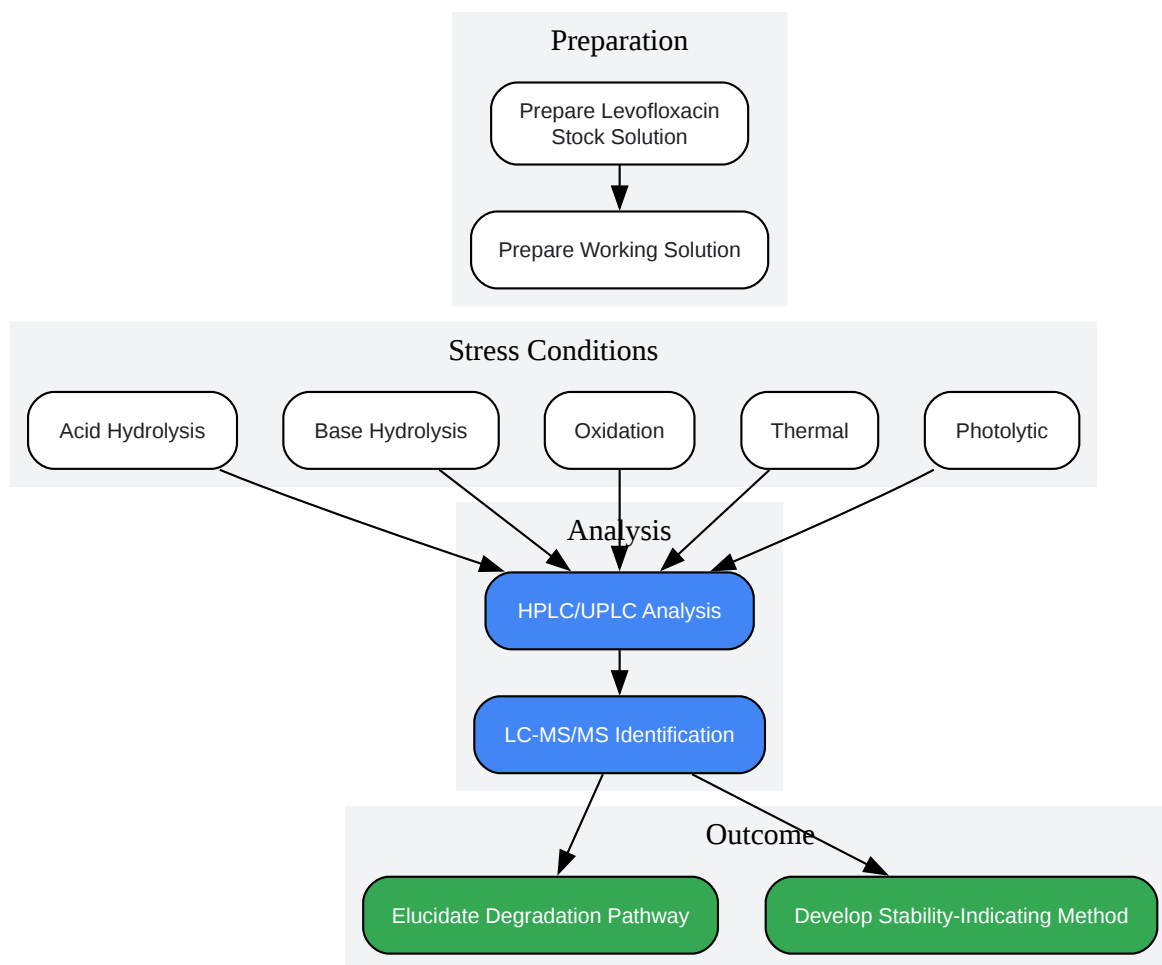 Preparation
Prepare Levofloxacin
Stock Solution
Prepare Working Solution
Stress Conditions
Acid Hydrolysis
Base Hydrolysis
Oxidation
Thermal
Photolytic
Analysis
HPLC/UPLC Analysis
LC-MS/MS Identification
Outcome
Elucidate Degradation Pathway
Develop Stability-Indicating Method